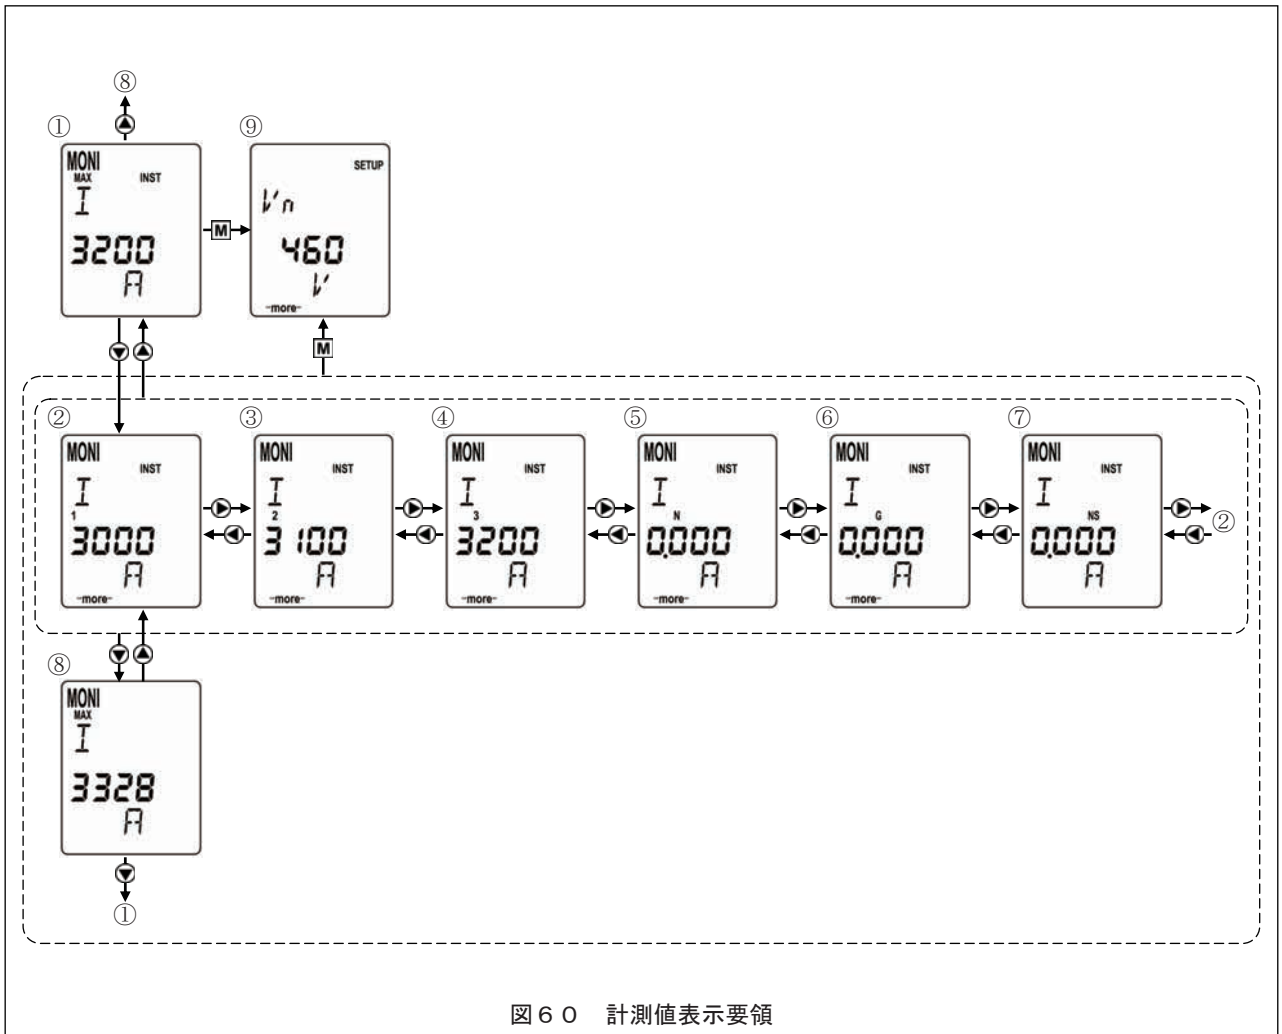 ⑧
① ⑨
MONI
MAX INST
I
3200
A
M
SETUP
Vn
460
V
-more-
M
② ③ ④ ⑤ ⑥ ⑦
MONI
INST
I
1
3000
A
-more-
MONI
INST
I
2
3100
A
-more-
MONI
INST
I
3
3200
A
-more-
MONI
INST
I
N
0.000
A
-more-
MONI
INST
I
G
0.000
A
-more-
MONI
INST
I
NS
0.000
A
②
⑧
MONI
MAX
I
3328
A
①
図60 計測値表示要領